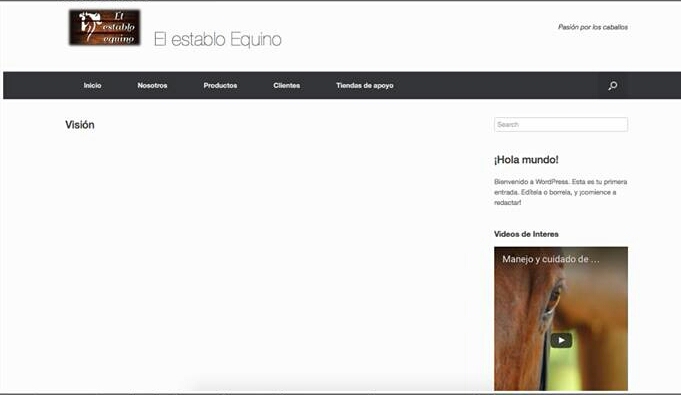 El
establo
equino
El establo Equino
Pasión por los caballos
Inicio Nosotros Productos Clientes Tiendas de apoyo
Visión
Search
¡Hola mundo!
Bienvenido a WordPress. Esta es tu primera
entrada. Edítela o bórrela, ¡y comience a
redactar!
Videos de Interes
Manejo y cuidado de ...